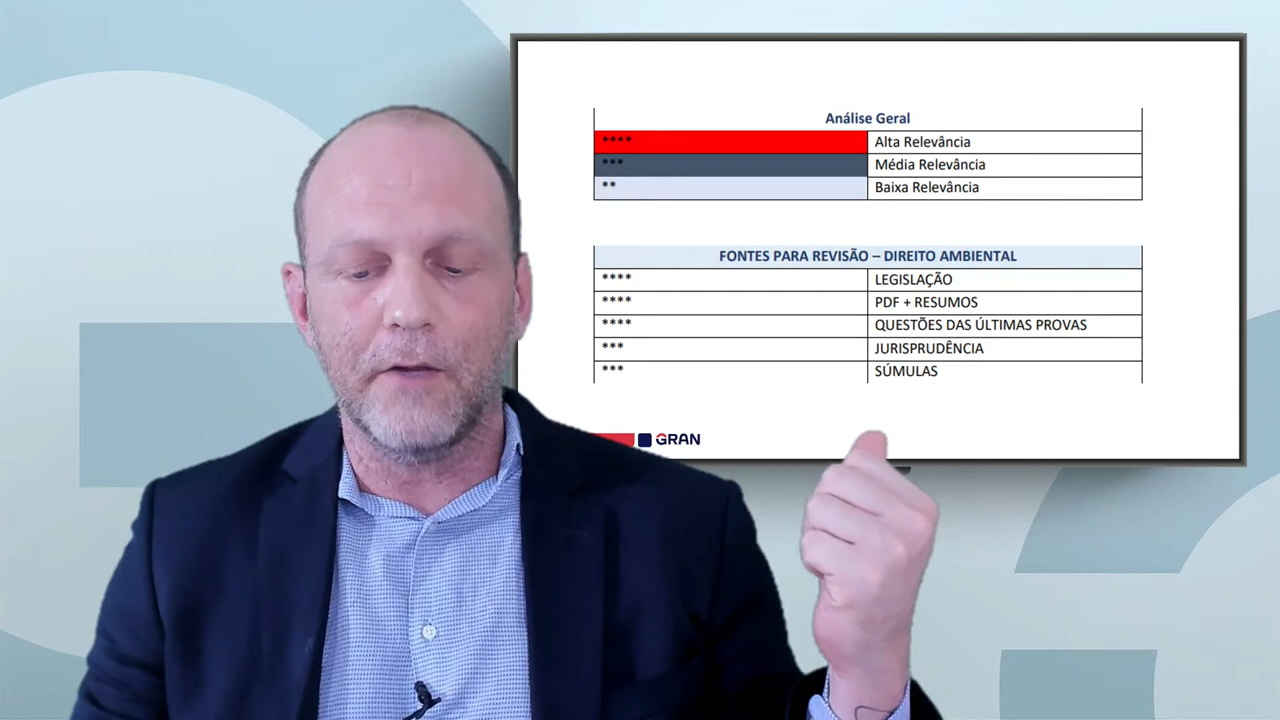 Análise Geral
**** Alta Relevância
*** Média Relevância
** Baixa Relevância
FONTES PARA REVISÃO – DIREITO AMBIENTAL
**** LEGISLAÇÃO
**** PDF + RESUMOS
**** QUESTÕES DAS ÚLTIMAS PROVAS
*** JURISPRUDÊNCIA
*** SÚMULAS
GRAN